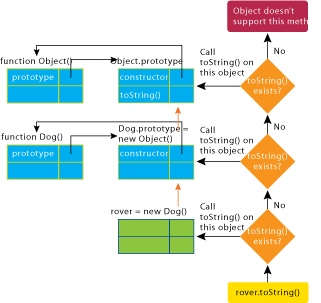 Object doesn't
support this meth
No
function Object()
Object.prototype
Call
toString() on
this object
prototype
constructor
toString()
toString()
exists?
No
function Dog()
Dog.prototype =
new Object()
Call
toString() on
this object
prototype
constructor
toString()
exists?
No
rover = new Dog()
Call
toString() on
this object
toString()
exists?
rover.toString()